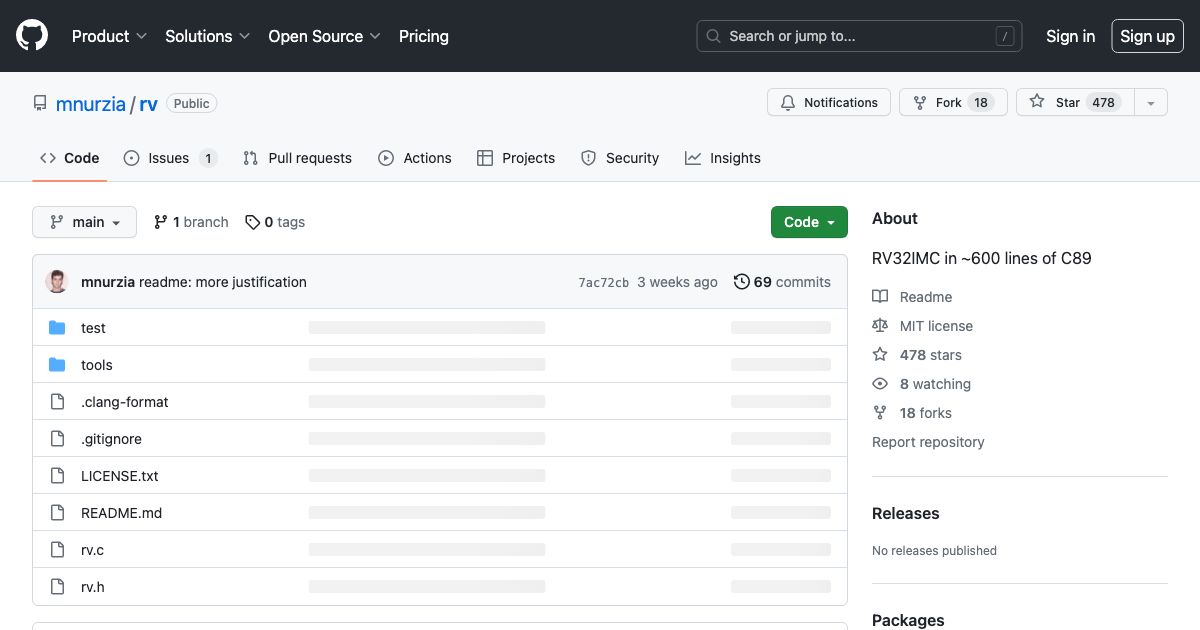 Product Solutions Open Source Pricing Search or jump to... / Sign in Sign up
mnurzia / rv Public Notifications Fork 18 Star 478
Code Issues 1 Pull requests Actions Projects Security Insights
main 1 branch 0 tags Code
mnurzia readme: more justification 7ac72cb 3 weeks ago 69 commits
test
tools
.clang-format
.gitignore
LICENSE.txt
README.md
rv.c
rv.h
About
RV32IMC in ~600 lines of C89
Readme
MIT license
478 stars
8 watching
18 forks
Report repository
Releases
No releases published
Packages